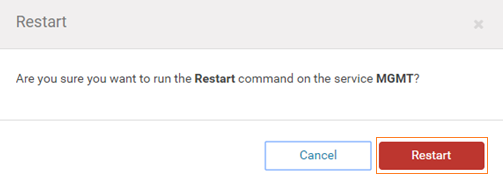 Restart
Are you sure you want to run the Restart command on the service MGMT?
Cancel
Restart